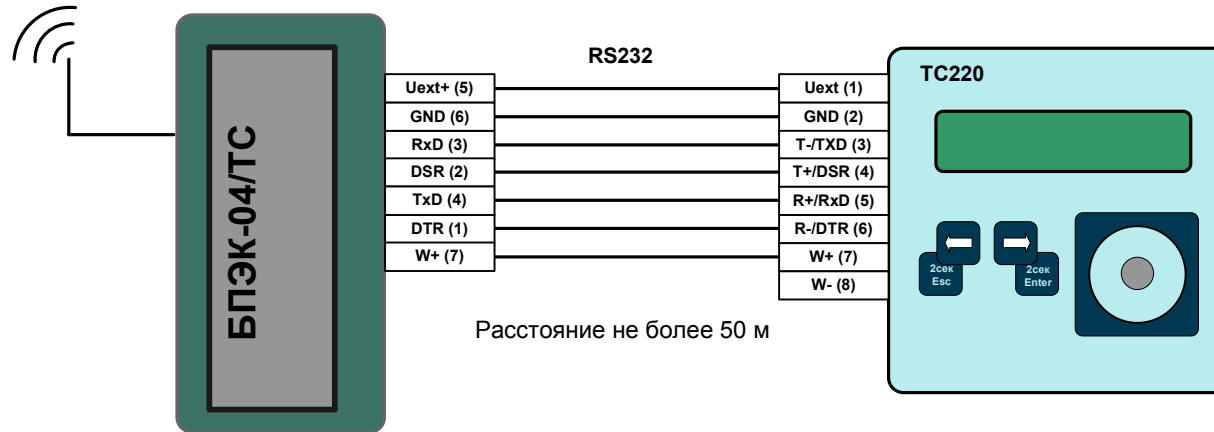 RS232
БПЭК-04/ТС
Uext+ (5)
GND (6)
RxD (3)
DSR (2)
TxD (4)
DTR (1)
W+ (7)
Uext (1)
GND (2)
T-/TXD (3)
T+/DSR (4)
R+/RxD (5)
R-/DTR (6)
W+ (7)
W- (8)
TC220
2сек
Esc
2сек
Enter
Расстояние не более 50 м